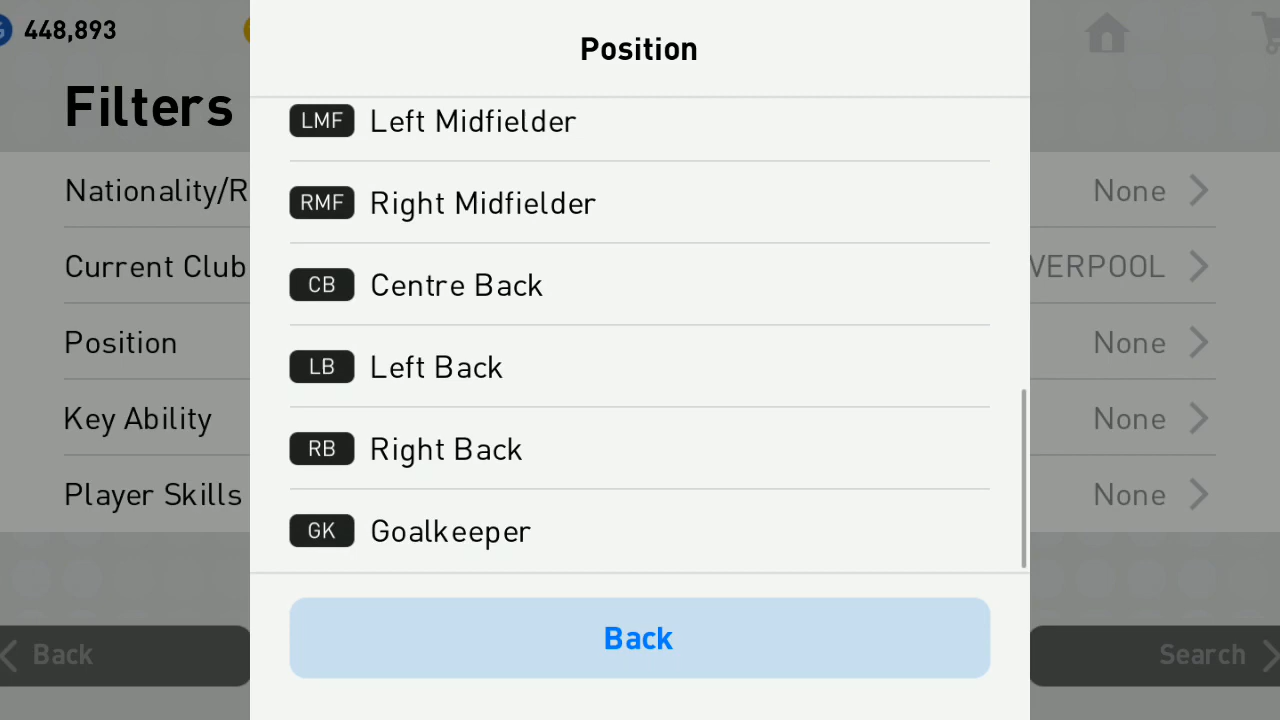 448,893
Position
Filters
LMF Left Midfielder
Nationality/R
None
RMF Right Midfielder
Current Club
VERPOOL
CB Centre Back
Position
None
LB Left Back
Key Ability
None
RB Right Back
Player Skills
None
GK Goalkeeper
Back
Back
Search